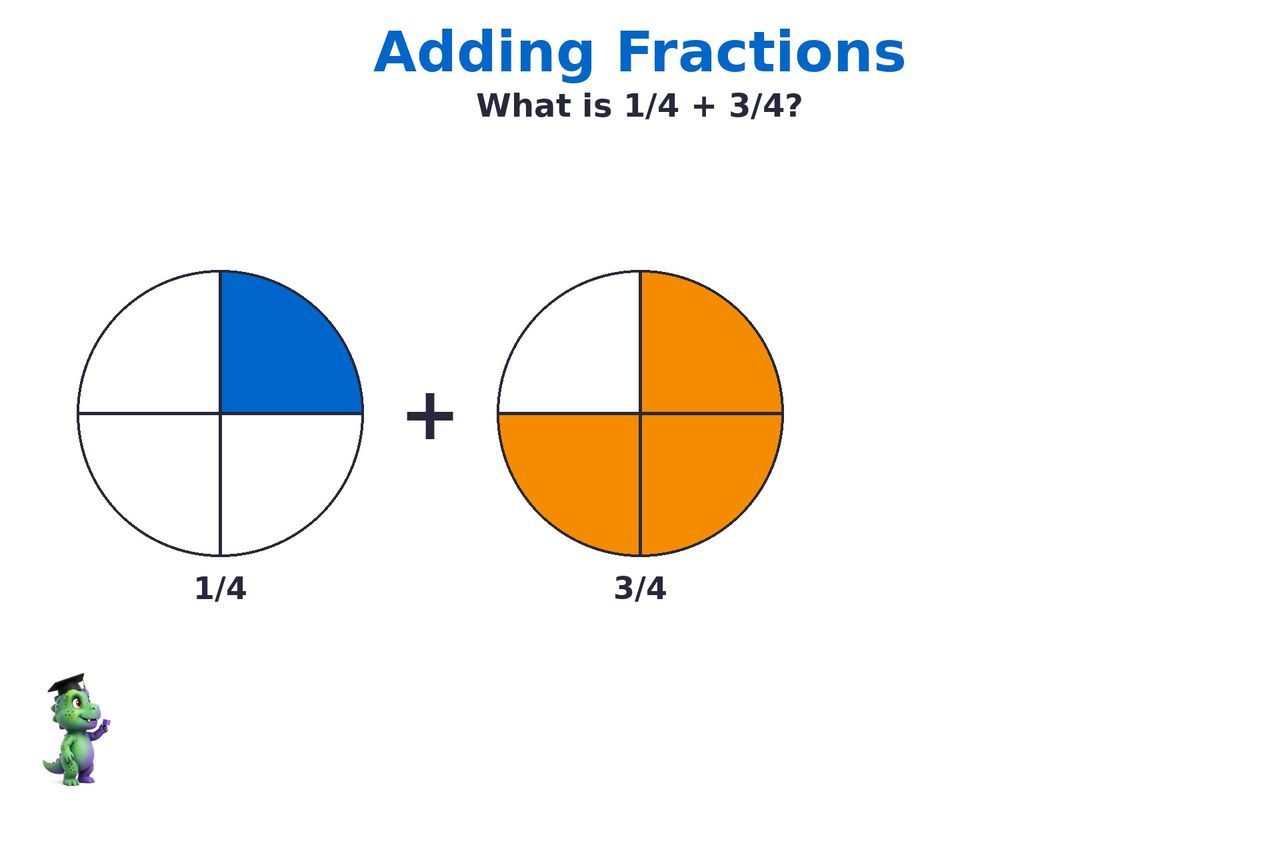 Adding Fractions
What is 1/4 + 3/4?
+
1/4
3/4